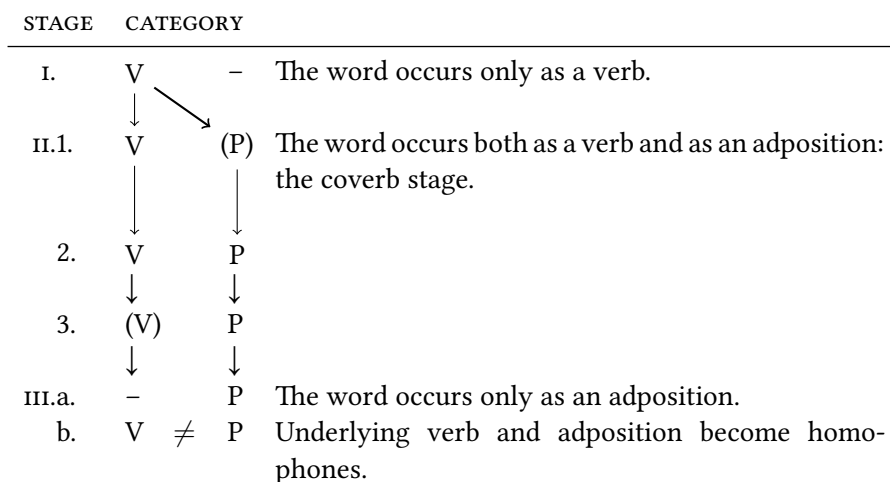 STAGE CATEGORY
I. V – The word occurs only as a verb.
II.1. V (P) The word occurs both as a verb and as an adposition:
the coverb stage.
2. V P
3. (V) P
III.a. – P The word occurs only as an adposition.
b. V ≠ P Underlying verb and adposition become homo-
phones.